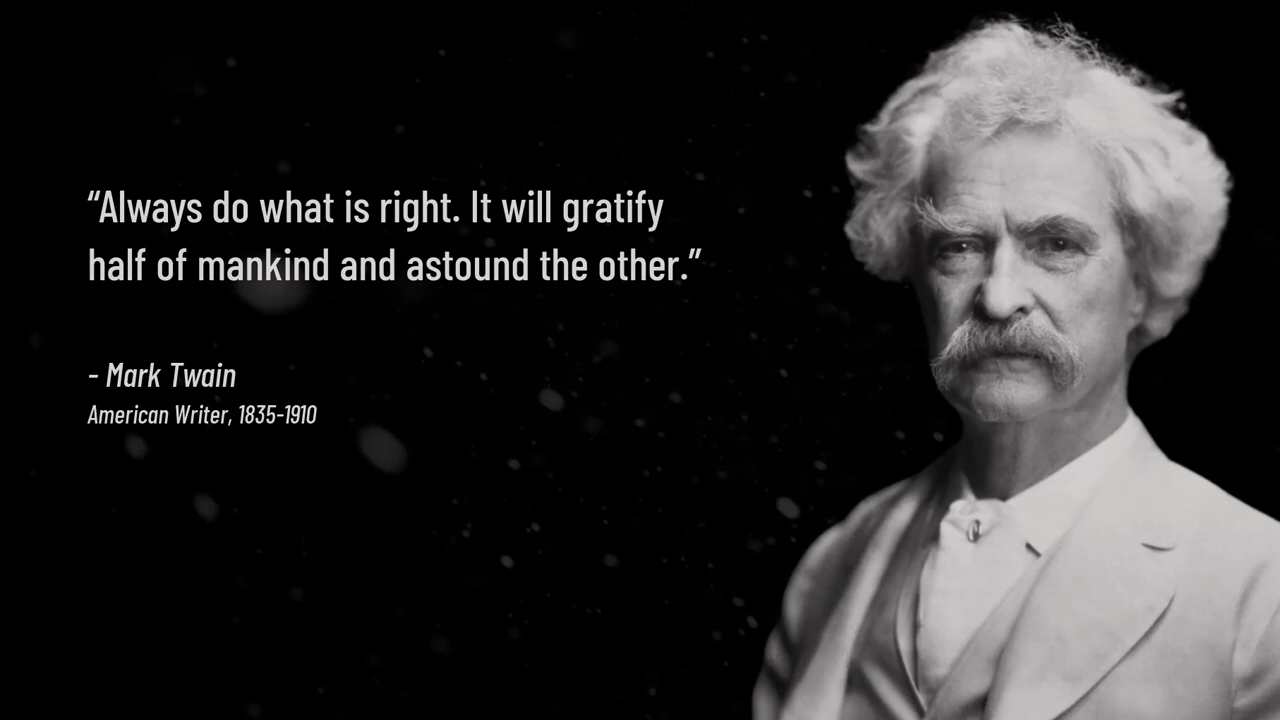 “Always do what is right. It will gratify
half of mankind and astound the other.”
- Mark Twain
American Writer, 1835-1910